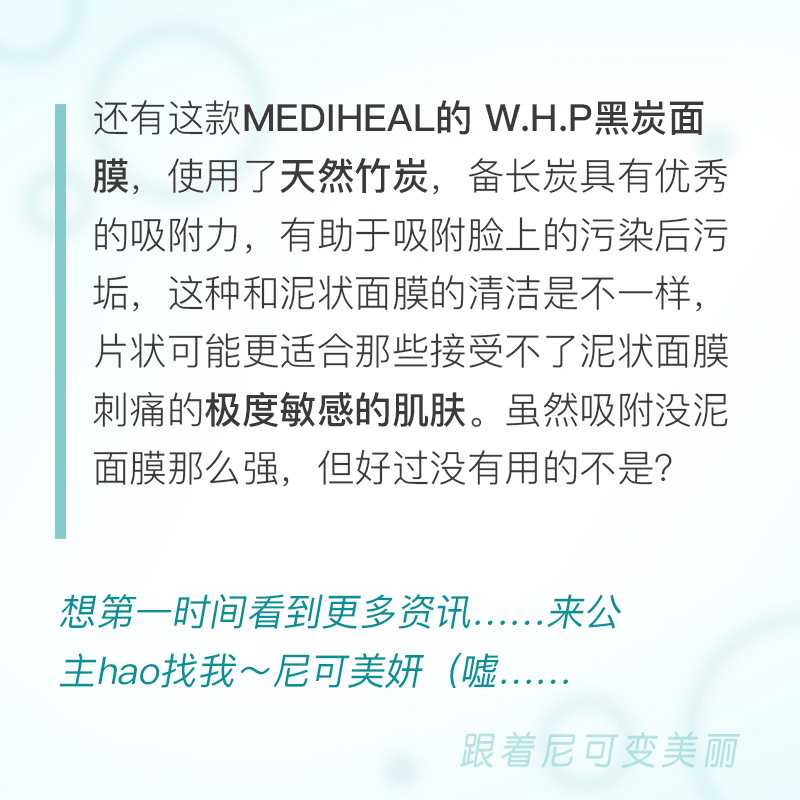 还有这款MEDIHEAL的 W.H.P黑炭面
膜，使用了天然竹炭，备长炭具有优秀
的吸附力，有助于吸附脸上的污染后污
垢，这种和泥状面膜的清洁是不一样，
片状可能更适合那些接受不了泥状面膜
刺痛的极度敏感的肌肤。虽然吸附没泥
面膜那么强，但好过没有用的不是？
想第一时间看到更多资讯……来公
主hao找我～尼可美妍（嘘……
跟着尼可变美丽